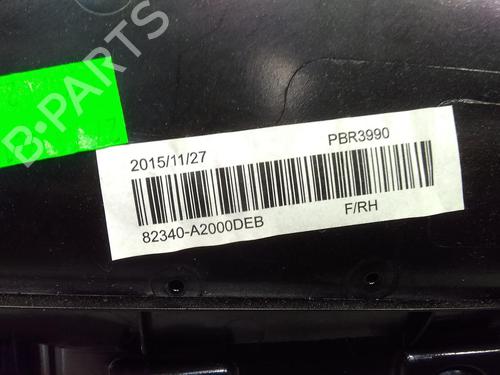 B-PARTS
2015/11/27
PBR3990
82340-A2000DEB
F/RH